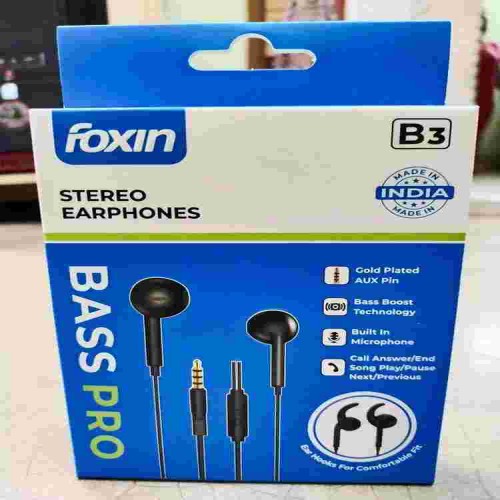 foxin
B3
STEREO
EARPHONES
MADE IN
INDIA
MADE IN
BASS PRO
Gold Plated
AUX Pin
Bass Boost
Technology
Built In
Microphone
Call Answer/End
Song Play/Pause
Next/Previous
Ear Hooks For Comfortable Fit